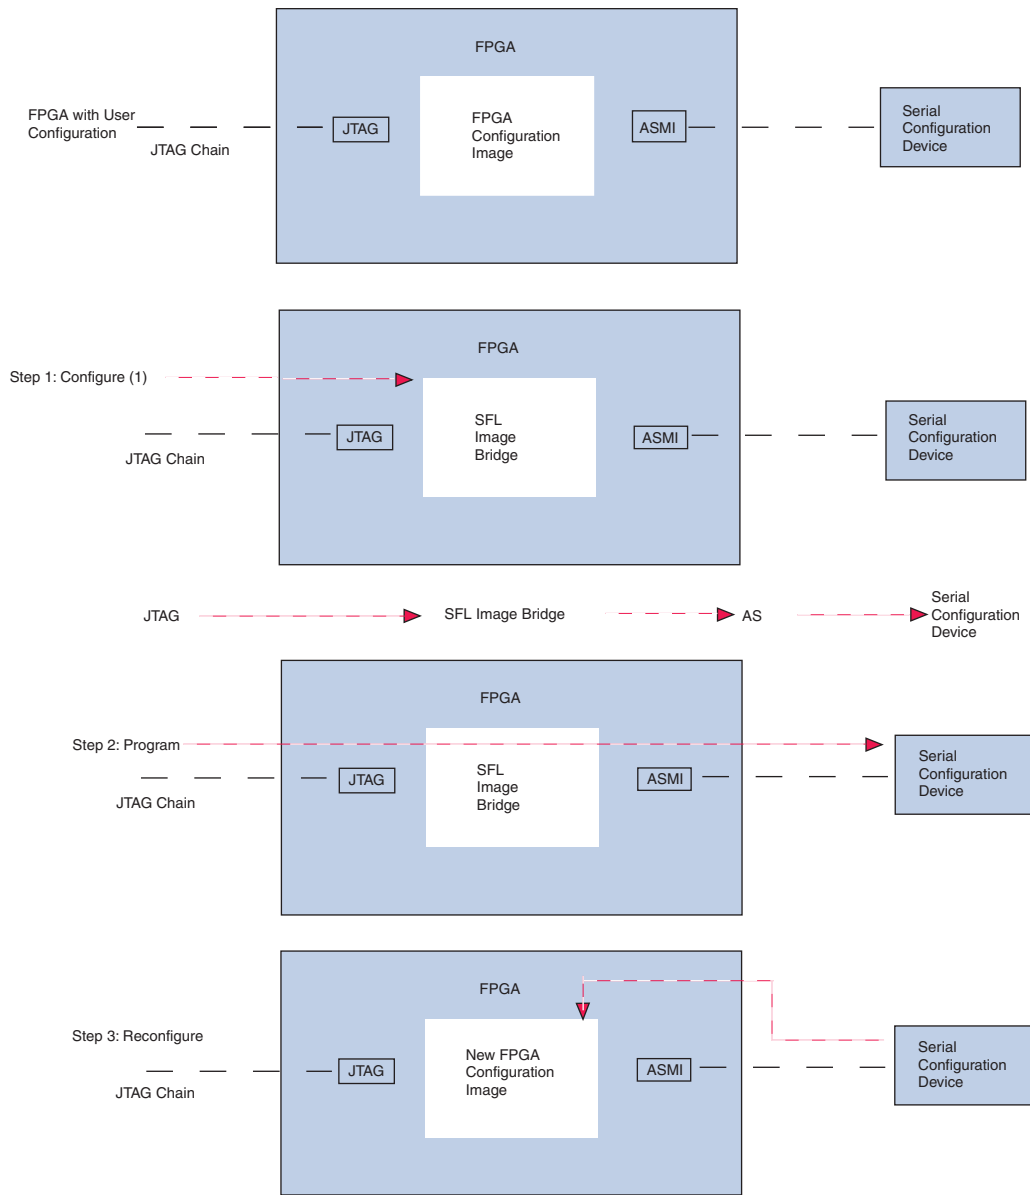 FPGA
FPGA with User
Configuration
JTAG Chain
JTAG
FPGA
Configuration
Image
ASMI
Serial
Configuration
Device
FPGA
Step 1: Configure (1)
JTAG Chain
JTAG
SFL
Image
Bridge
ASMI
Serial
Configuration
Device
JTAG
SFL Image Bridge
AS
Serial
Configuration
Device
FPGA
Step 2: Program
JTAG Chain
JTAG
SFL
Image
Bridge
ASMI
Serial
Configuration
Device
FPGA
Step 3: Reconfigure
JTAG Chain
JTAG
New FPGA
Configuration
Image
ASMI
Serial
Configuration
Device